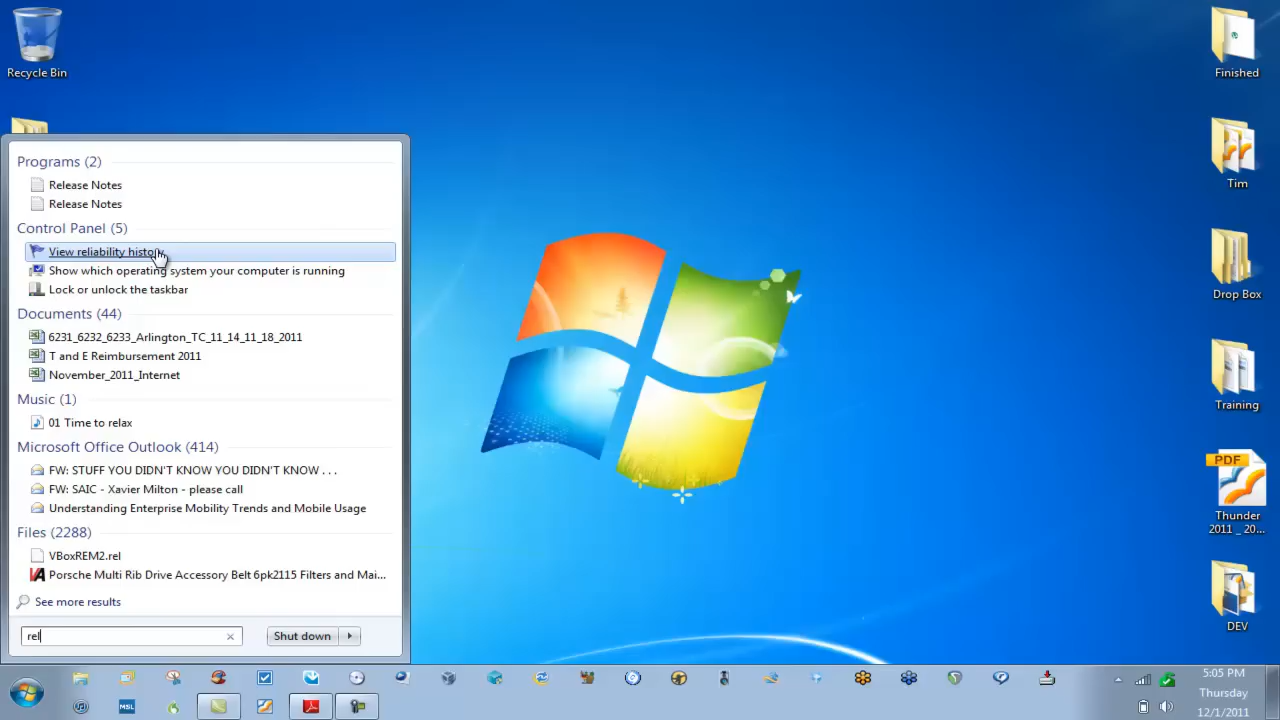 Recycle Bin
Programs (2)
Release Notes
Release Notes
Control Panel (5)
View reliability history
Show which operating system your computer is running
Lock or unlock the taskbar
Documents (44)
6231_6232_6233_Arlington_TC_11_14_11_18_2011
T and E Reimbursement 2011
November_2011_Internet
Music (1)
01 Time to relax
Microsoft Office Outlook (414)
FW: STUFF YOU DIDN'T KNOW YOU DIDN'T KNOW . . .
FW: SAIC - Xavier Milton - please call
Understanding Enterprise Mobility Trends and Mobile Usage
Files (2288)
VBoxREM2.rel
Porsche Multi Rib Drive Accessory Belt 6pk2115 Filters and Mai...
See more results
rel
Shut down
Finished
Tim
Drop Box
Training
PDF
Thunder
2011 _ 20...
DEV
MSL
5:05 PM
Thursday
12/1/2011